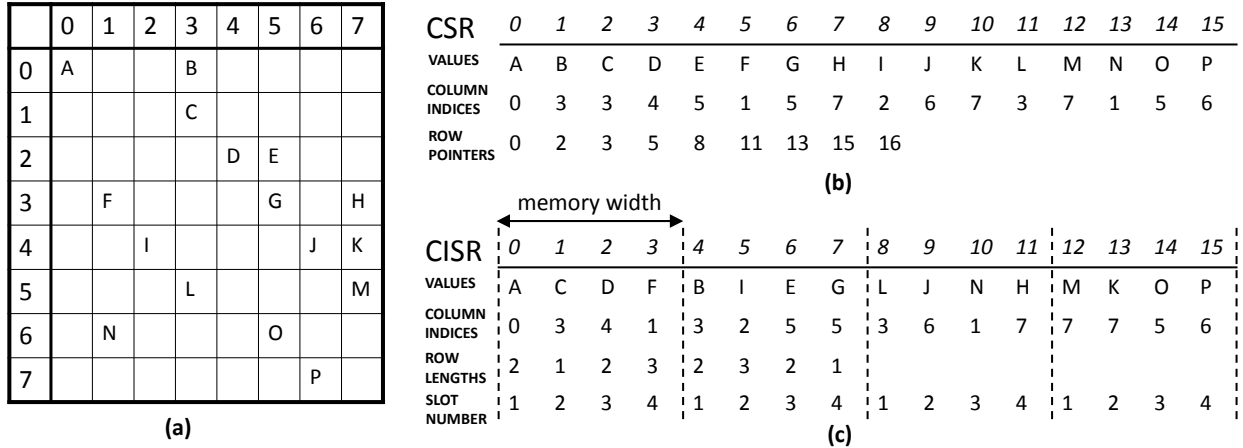 0 1 2 3 4 5 6 7
0 A B
1 C
2 D E
3 F G H
4 I J K
5 L M
6 N O
7 P
(a)
CSR 0 1 2 3 4 5 6 7 8 9 10 11 12 13 14 15
VALUES A B C D E F G H I J K L M N O P
COLUMN INDICES 0 3 3 4 5 1 5 7 2 6 7 3 7 1 5 6
ROW POINTERS 0 2 3 5 8 11 13 15 16
(b)
memory width
CISR 0 1 2 3 4 5 6 7 8 9 10 11 12 13 14 15
VALUES A C D F B I E G L J N H M K O P
COLUMN INDICES 0 3 4 1 3 2 5 5 3 6 1 7 7 7 5 6
ROW LENGTHS 2 1 2 3 2 3 2 1
SLOT NUMBER 1 2 3 4 1 2 3 4 1 2 3 4 1 2 3 4
(c)